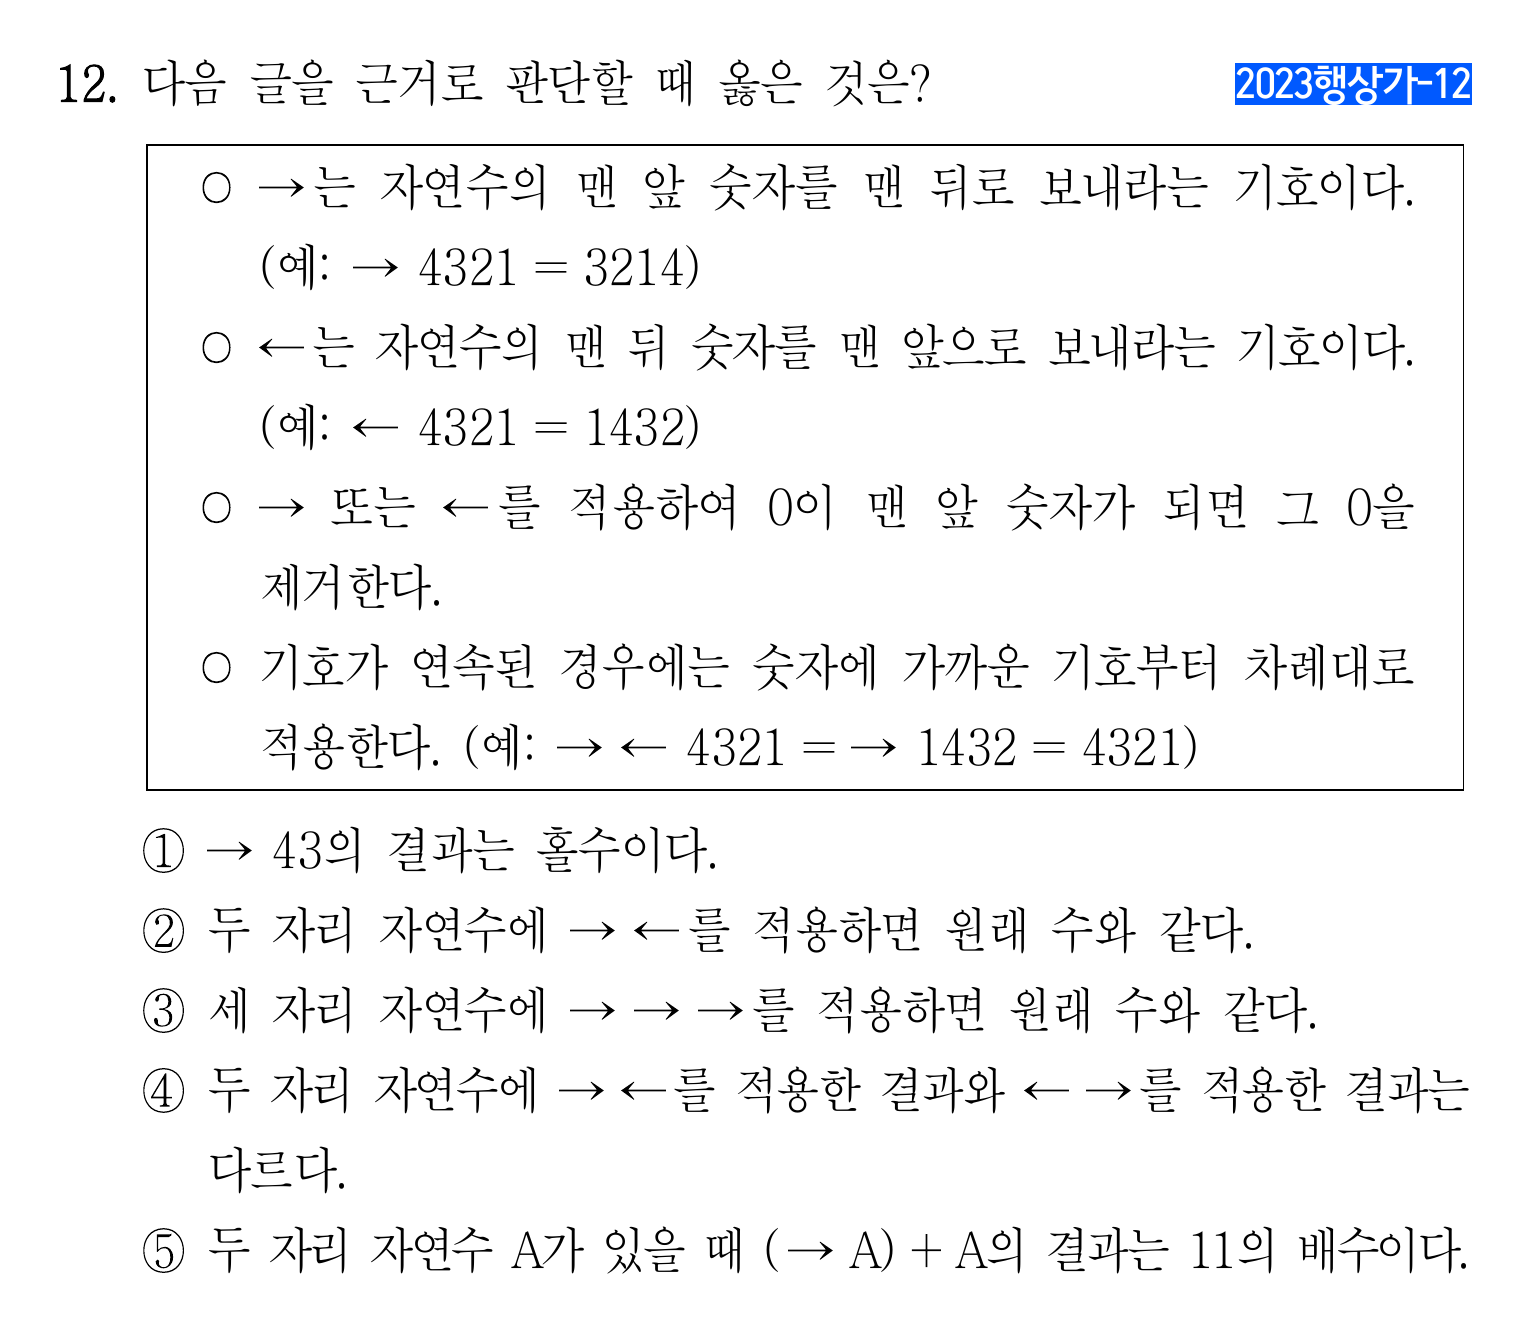 12. 다음 글을 근거로 판단할 때 옳은 것은?
2023행상가-12
○ →는 자연수의 맨 앞 숫자를 맨 뒤로 보내라는 기호이다.
(예: → 4321 = 3214)
○ ←는 자연수의 맨 뒤 숫자를 맨 앞으로 보내라는 기호이다.
(예: ← 4321 = 1432)
○ → 또는 ←를 적용하여 0이 맨 앞 숫자가 되면 그 0을
제거한다.
○ 기호가 연속된 경우에는 숫자에 가까운 기호부터 차례대로
적용한다. (예: → ← 4321 = → 1432 = 4321)
① → 43의 결과는 홀수이다.
② 두 자리 자연수에 → ←를 적용하면 원래 수와 같다.
③ 세 자리 자연수에 → → →를 적용하면 원래 수와 같다.
④ 두 자리 자연수에 → ←를 적용한 결과와 ← →를 적용한 결과는
다르다.
⑤ 두 자리 자연수 A가 있을 때 (→ A) + A의 결과는 11의 배수이다.